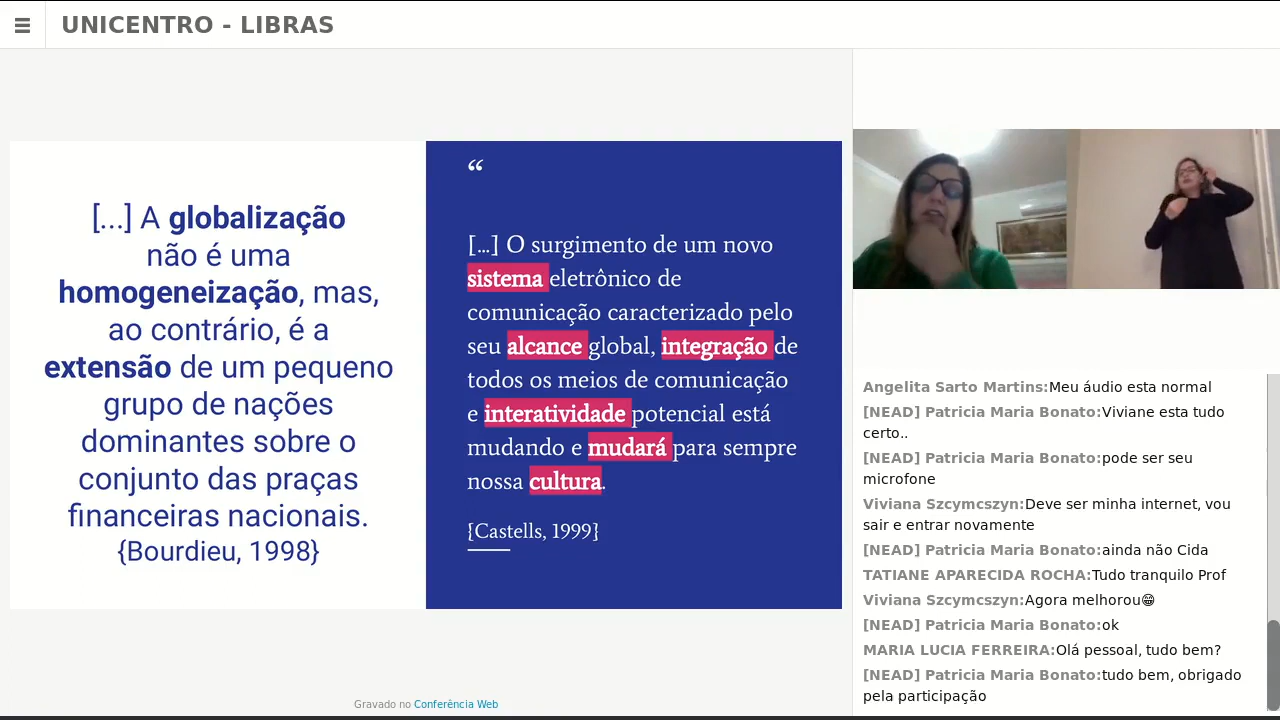 UNICENTRO - LIBRAS
[...] A globalização
não é uma
homogeneização, mas,
ao contrário, é a
extensão de um pequeno
grupo de nações
dominantes sobre o
conjunto das praças
financeiras nacionais.
{Bourdieu, 1998}
“
[...] O surgimento de um novo
sistema eletrônico de
comunicação caracterizado pelo
seu alcance global, integração de
todos os meios de comunicação
e interatividade potencial está
mudando e mudará para sempre
nossa cultura.
{Castells, 1999}
Angelita Sarto Martins:Meu áudio esta normal
[NEAD] Patricia Maria Bonato:Viviane esta tudo
certo..
[NEAD] Patricia Maria Bonato:pode ser seu
microfone
Viviana Szcymcszyn:Deve ser minha internet, vou
sair e entrar novamente
[NEAD] Patricia Maria Bonato:ainda não Cida
TATIANE APARECIDA ROCHA:Tudo tranquilo Prof
Viviana Szcymcszyn:Agora melhorou😁
[NEAD] Patricia Maria Bonato:ok
MARIA LUCIA FERREIRA:Olá pessoal, tudo bem?
[NEAD] Patricia Maria Bonato:tudo bem, obrigado
pela participação
Gravado no Conferência Web